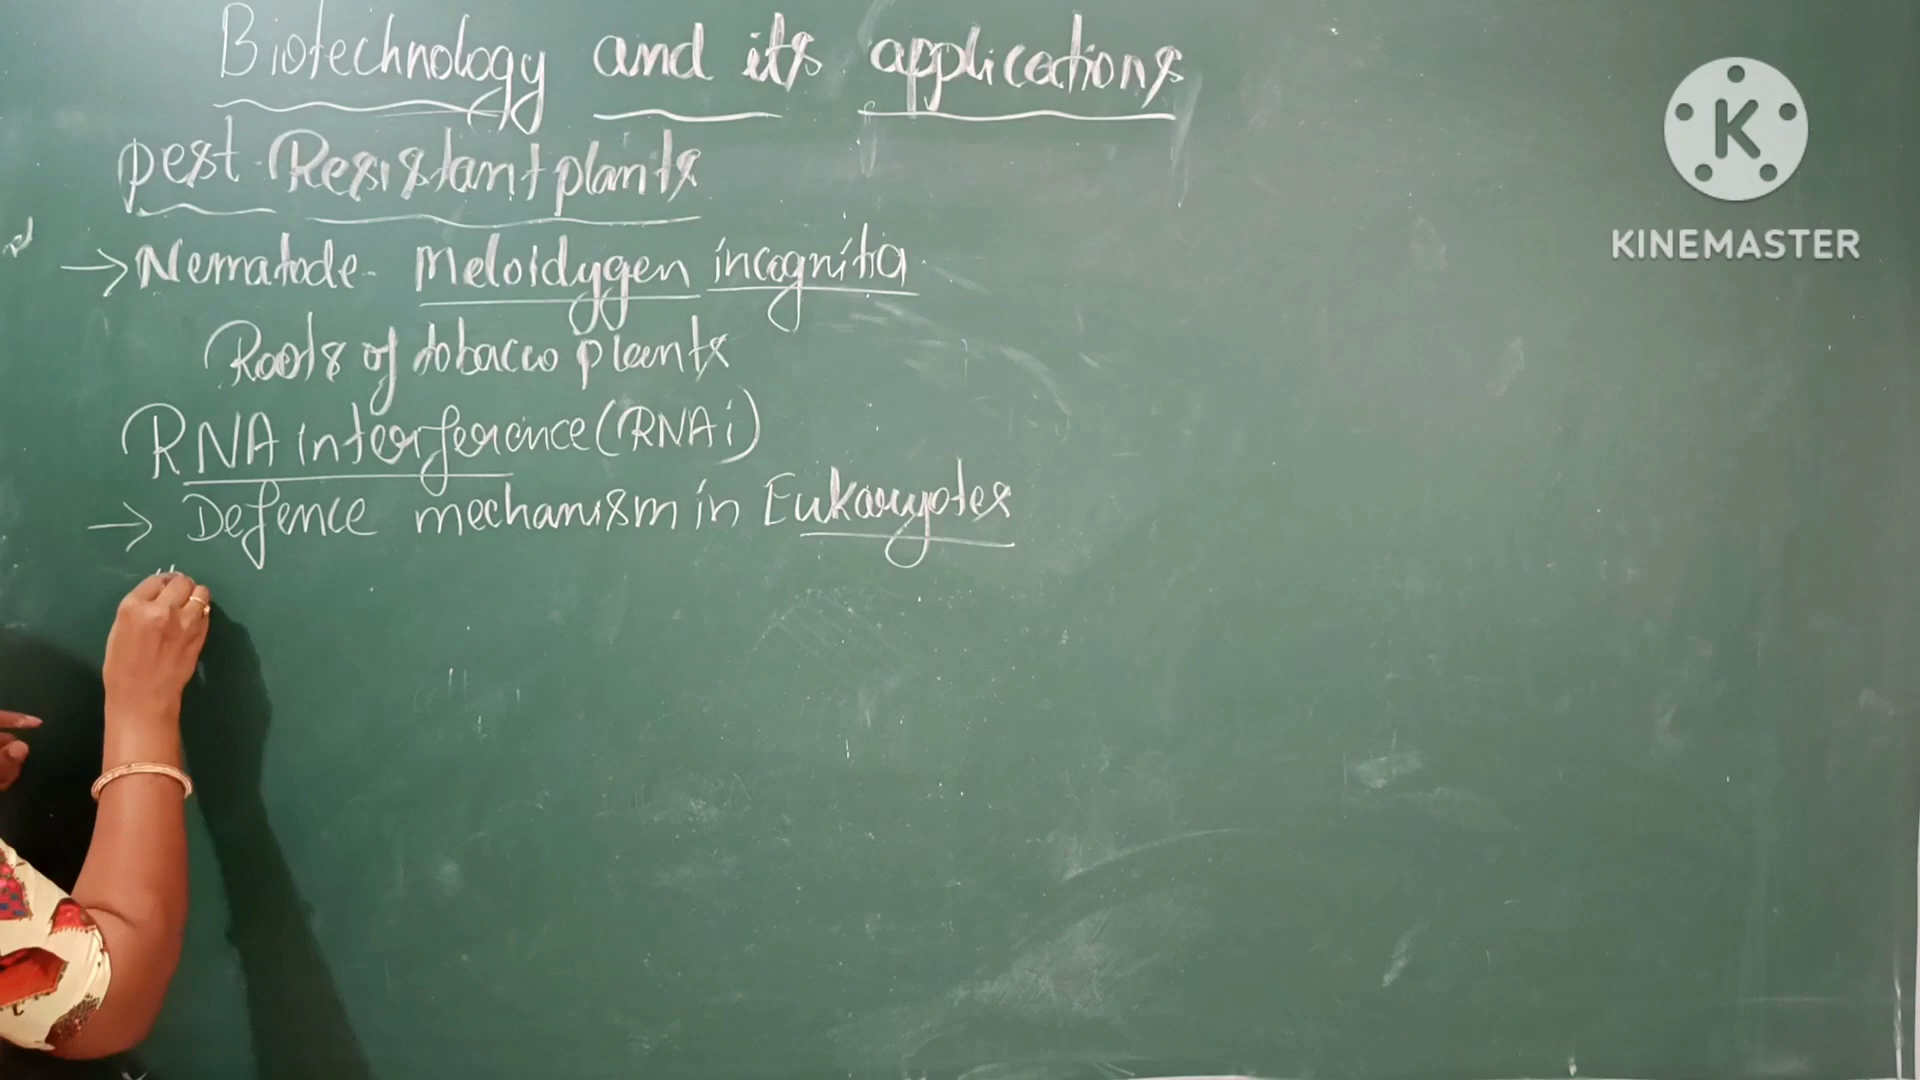 Biotechnology and its applications
pest Resistant plants
→ Nematode - Meloidygen incognitia
Roots of tobacco plants
RNA interference (RNAi)
→ Defence mechanism in Eukaryotes
K
KINEMASTER